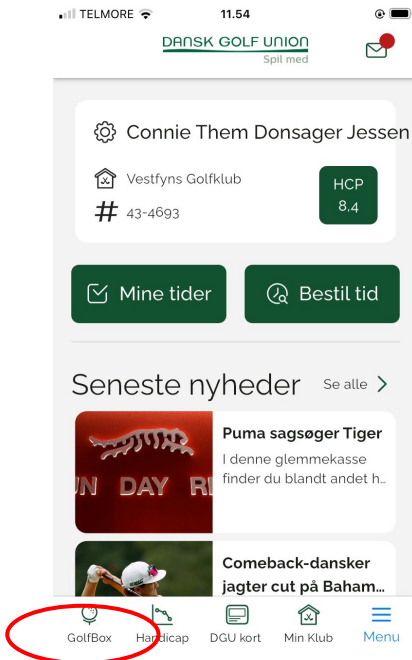 TELMORE
11.54
DANSK GOLF UNION
Spil med
Connie Them Donsager Jessen
Vestfyns Golfklub
# 43-4693
HCP
8,4
Mine tider
Bestil tid
Seneste nyheder
Se alle
Puma sagsøger Tiger
I denne glemmekasse
finder du blandt andet h..
UN DAY RE
Comeback-dansker
jagter cut på Baham...
GolfBox
Handicap
DGU kort
Min Klub
Menu